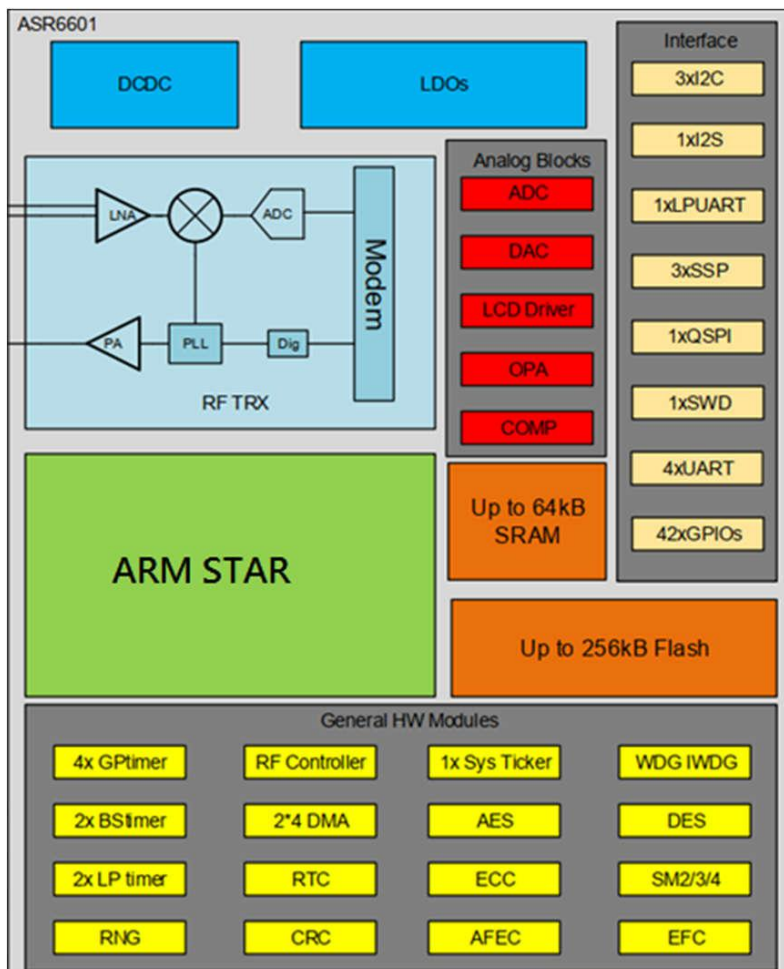 ASR6601
DCDC
LDOs
Interface
3xI2C
1xI2S
1xLPUART
3xSSP
1xQSPI
1xSWD
4xUART
42xGPIOs
LNA
ADC
Modem
PA
PLL
Dig
RF TRX
Analog Blocks
ADC
DAC
LCD Driver
OPA
COMP
ARM STAR
Up to 64kB
SRAM
Up to 256kB Flash
General HW Modules
4x GPtimer
RF Controller
1x Sys Ticker
WDG IWDG
2x BStimer
2*4 DMA
AES
DES
2x LP timer
RTC
ECC
SM2/3/4
RNG
CRC
AFEC
EFC